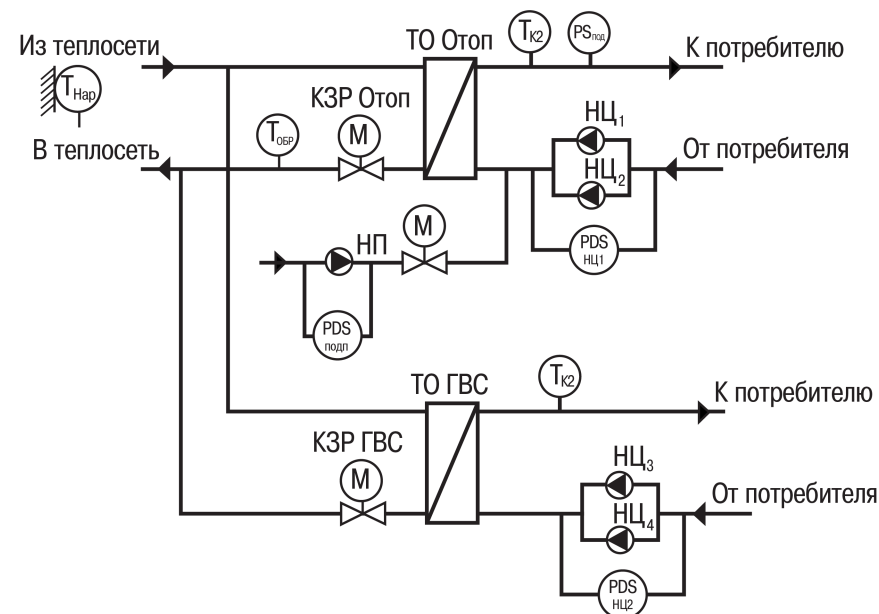 Из теплосети
ТО Отоп
TК2
PSпод
К потребителю
TНар
КЗР Отоп
НЦ1
В теплосеть
TОБР
M
От потребителя
НЦ2
M
НП
PDS
НЦ1
PDS
подп
ТО ГВС
TК2
К потребителю
КЗР ГВС
НЦ3
M
От потребителя
НЦ4
PDS
НЦ2